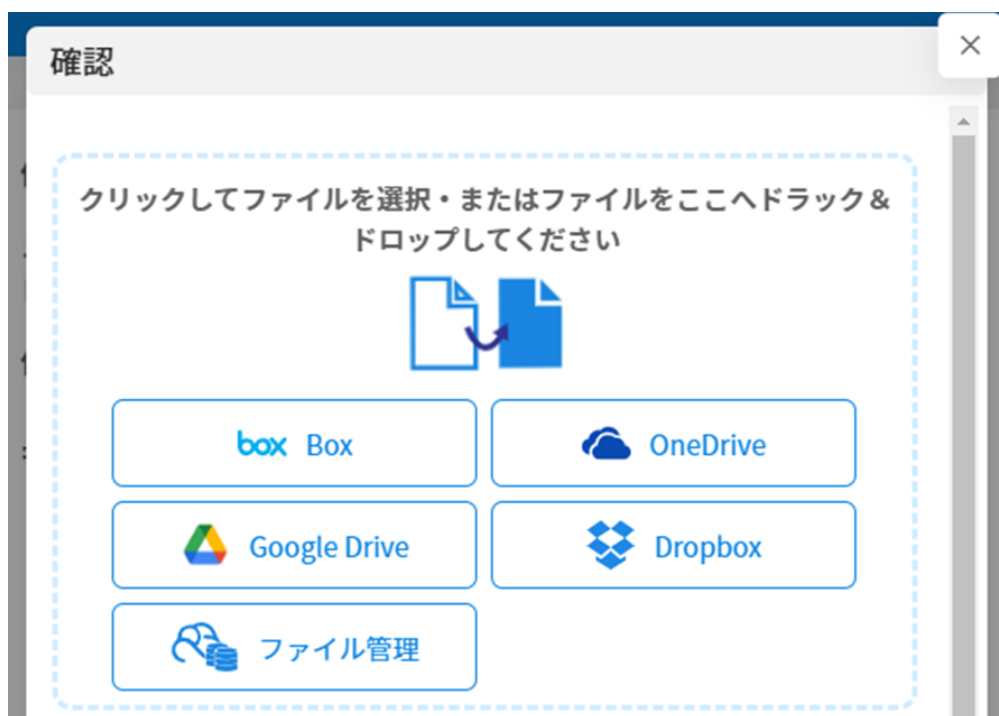 確認
クリックしてファイルを選択・またはファイルをここへドラック＆
ドロップしてください
box Box
OneDrive
Google Drive
Dropbox
ファイル管理